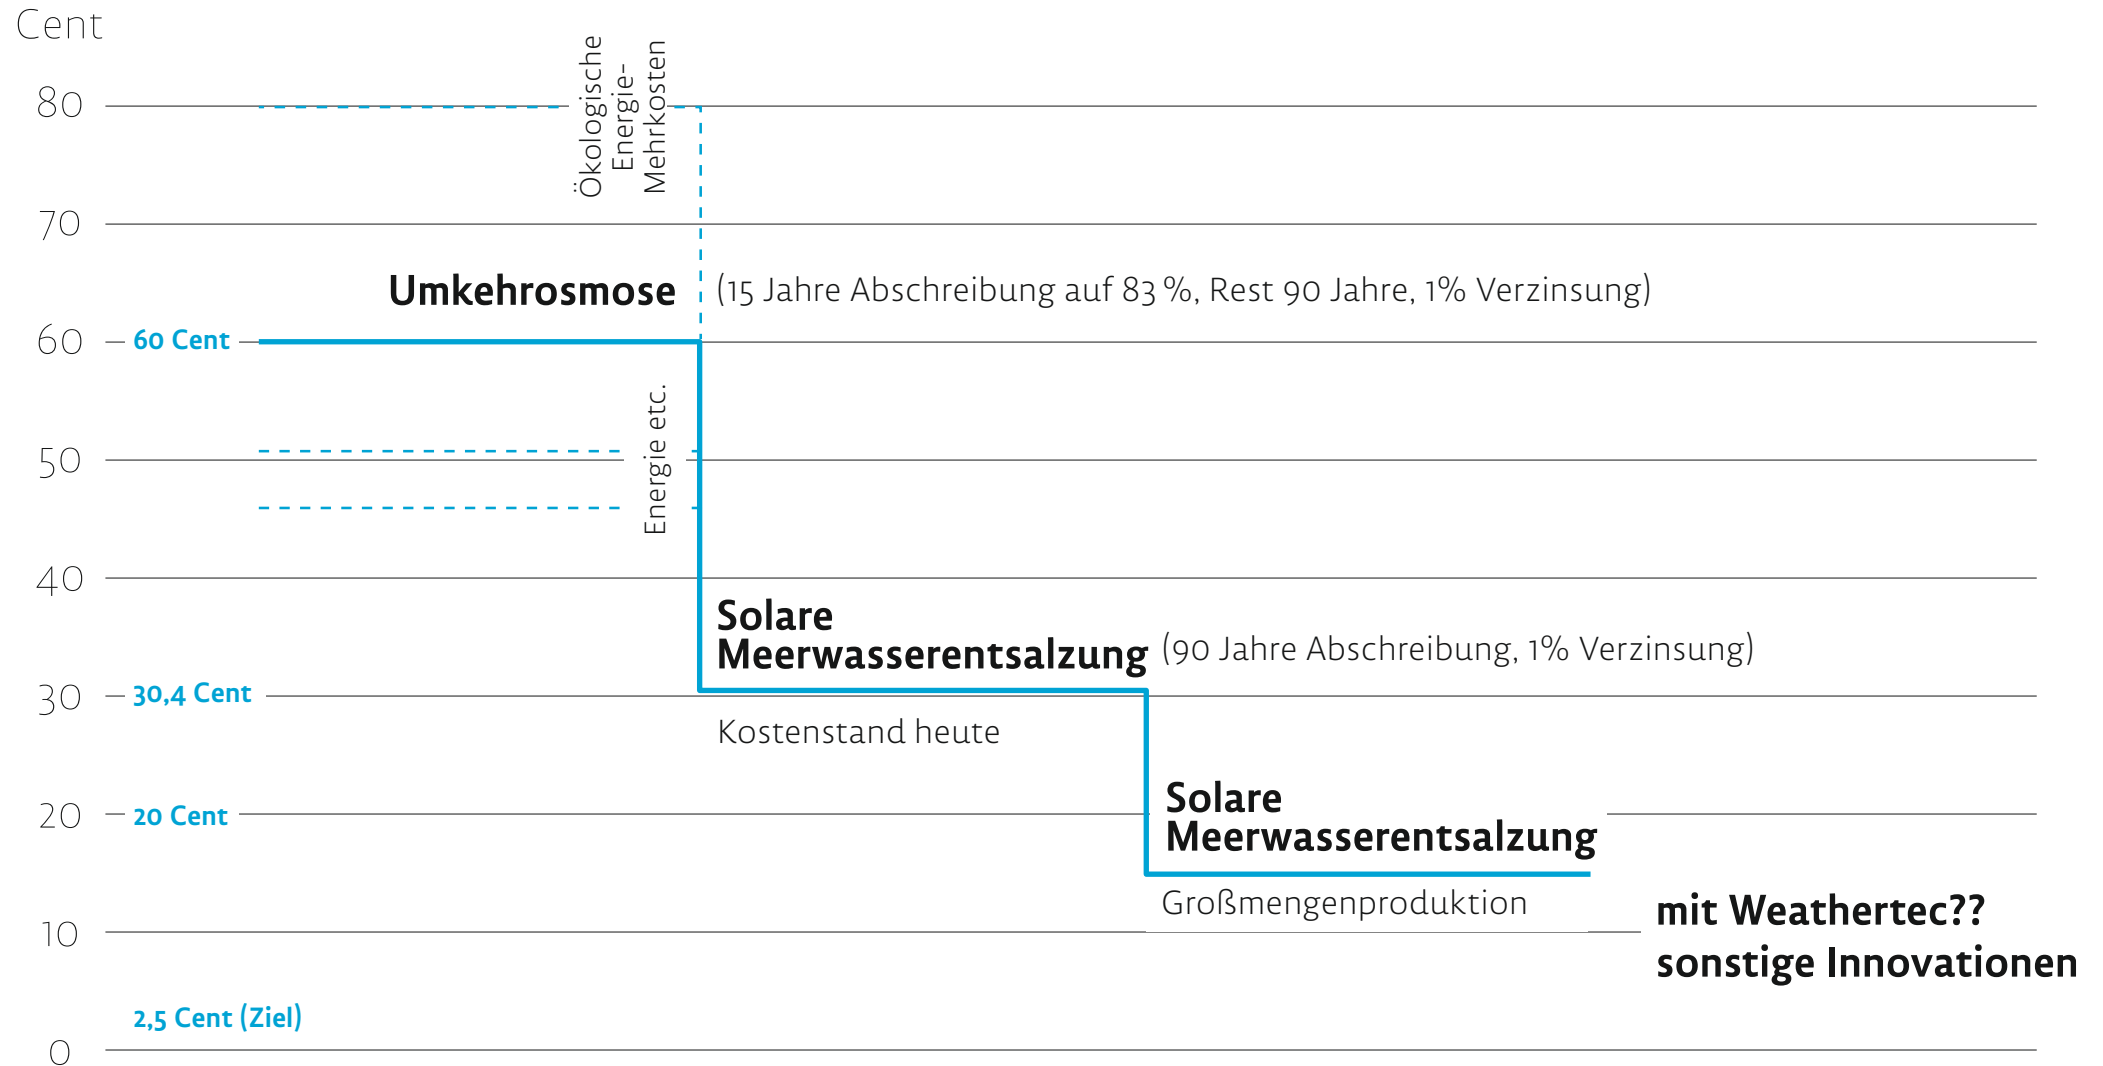 Cent
80
Ökologische
Energie-
Mehrkosten
70
Umkehrosmose (15 Jahre Abschreibung auf 83 %, Rest 90 Jahre, 1% Verzinsung)
60 60 Cent
Energie etc.
50
40
Solare
Meerwasserentsalzung (90 Jahre Abschreibung, 1% Verzinsung)
30 30,4 Cent
Kostenstand heute
Solare
20 20 Cent
Meerwasserentsalzung
Großmengenproduktion
mit Weathertec??
10
sonstige Innovationen
2,5 Cent (Ziel)
0